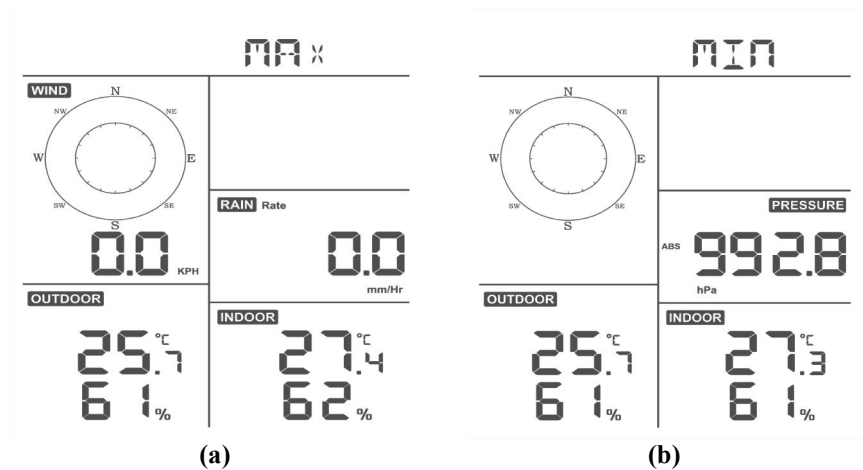 MAX
WIND
N
NW NE
W E
SW SE
S
0.0 KPH
RAIN Rate
0.0
mm/Hr
OUTDOOR
25.7 °C
61%
INDOOR
27.4 °C
62%
(a)
MIN
N
NW NE
W E
SW SE
S
PRESSURE
ABS 992.8
hPa
OUTDOOR
25.7 °C
61%
INDOOR
27.3 °C
61%
(b)